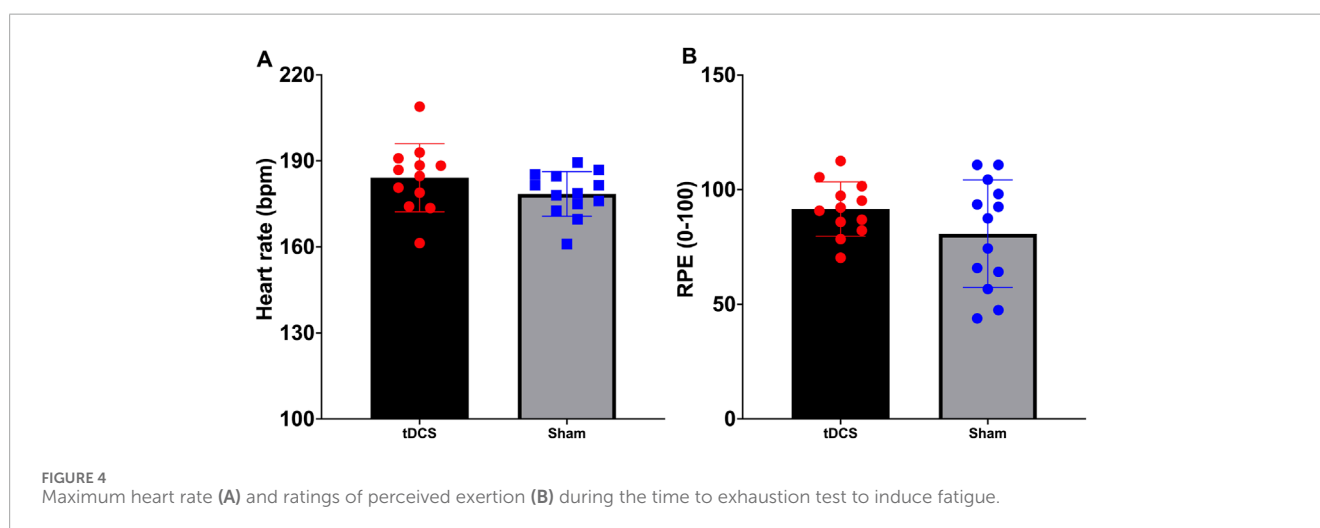 A
Heart rate (bpm)
220
190
160
130
100
tDCS
Sham
B
RPE (0-100)
150
100
50
0
tDCS
Sham
FIGURE 4
Maximum heart rate (A) and ratings of perceived exertion (B) during the time to exhaustion test to induce fatigue.